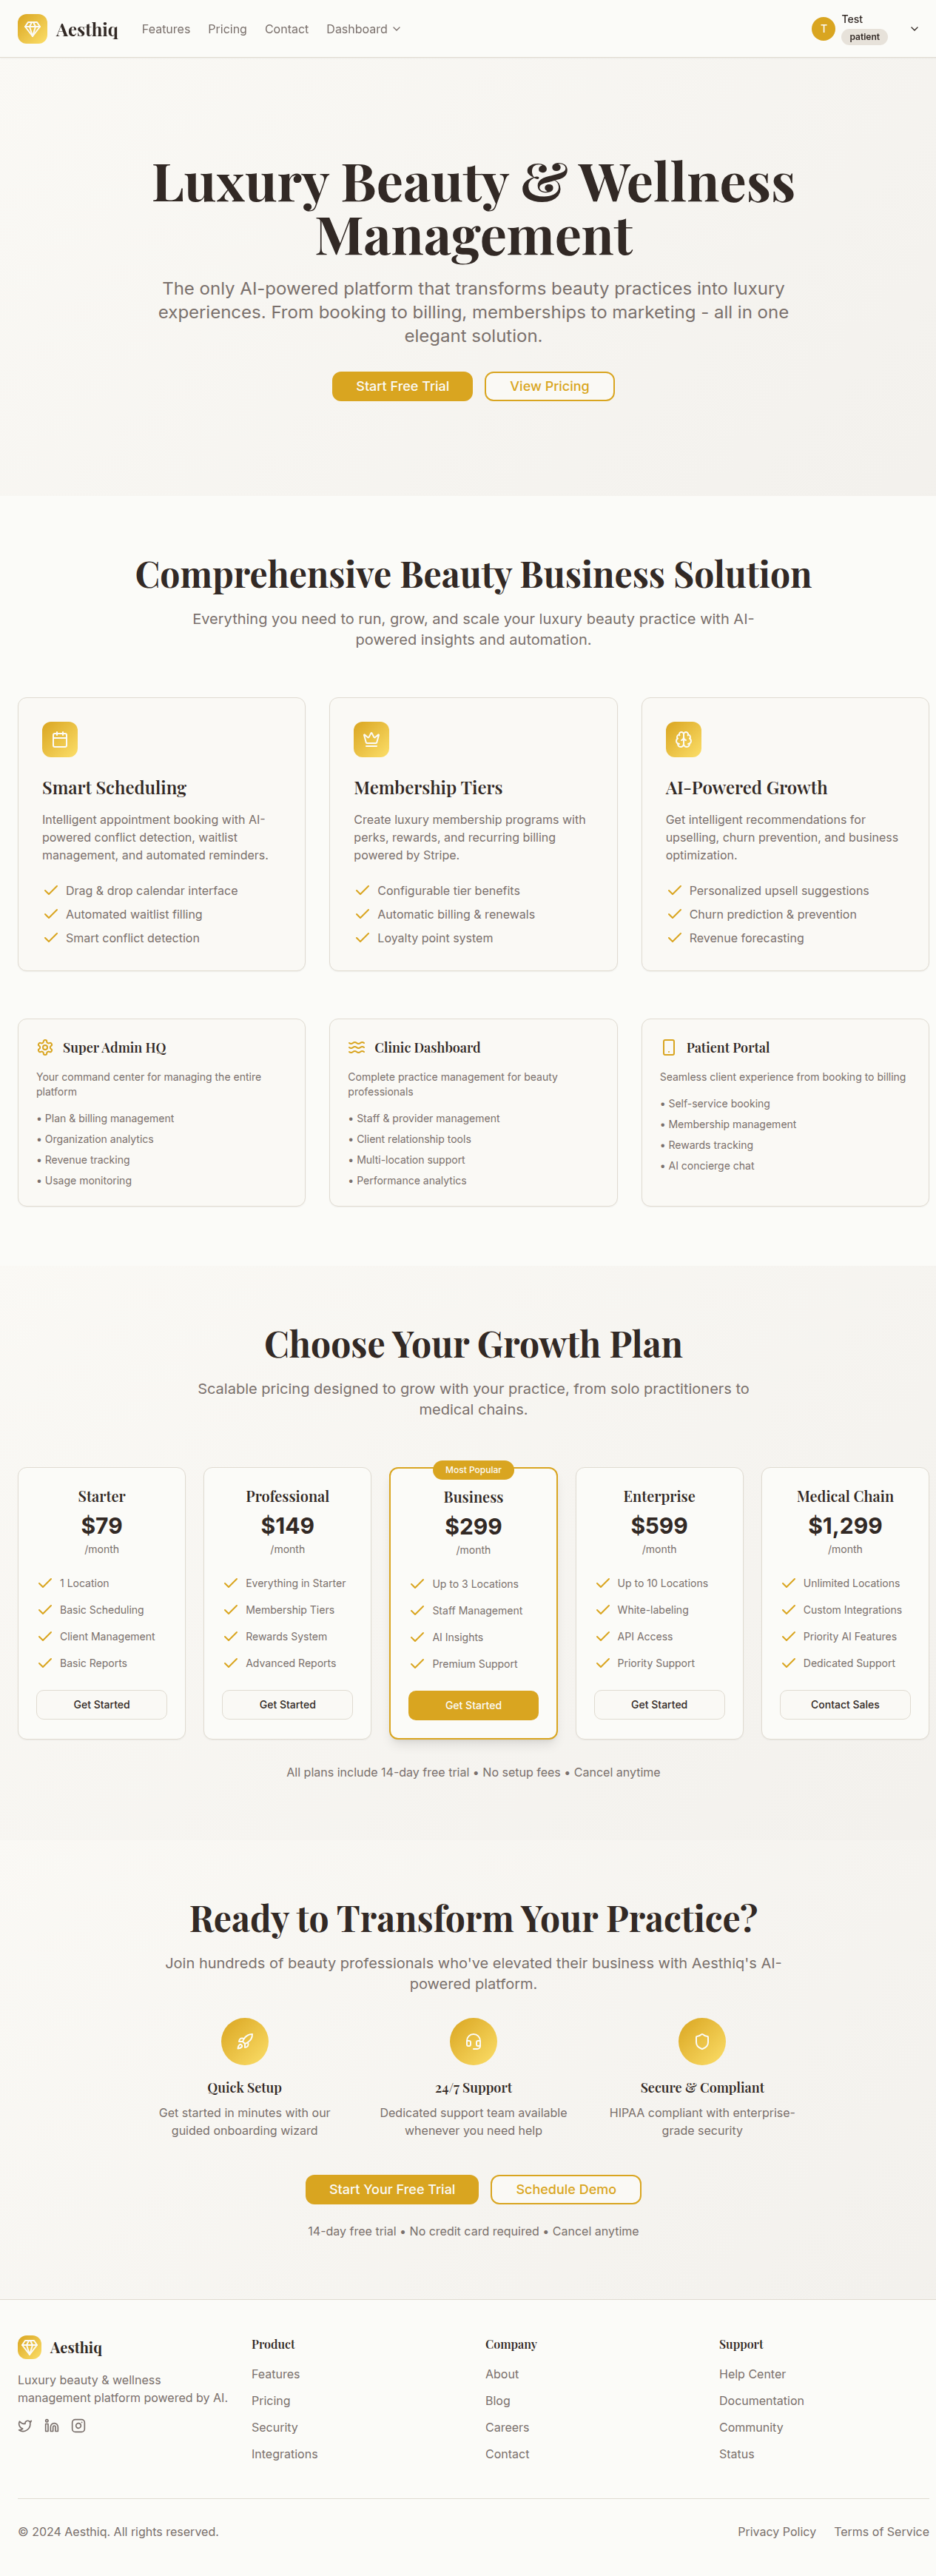 Aesthiq
Features
Pricing
Contact
Dashboard
T
Test
patient
Luxury Beauty & Wellness
Management
The only AI-powered platform that transforms beauty practices into luxury
experiences. From booking to billing, memberships to marketing - all in one
elegant solution.
Start Free Trial
View Pricing
Comprehensive Beauty Business Solution
Everything you need to run, grow, and scale your luxury beauty practice with AI-
powered insights and automation.
Smart Scheduling
Intelligent appointment booking with AI-
powered conflict detection, waitlist
management, and automated reminders.
Drag & drop calendar interface
Automated waitlist filling
Smart conflict detection
Membership Tiers
Create luxury membership programs with
perks, rewards, and recurring billing
powered by Stripe.
Configurable tier benefits
Automatic billing & renewals
Loyalty point system
AI-Powered Growth
Get intelligent recommendations for
upselling, churn prevention, and business
optimization.
Personalized upsell suggestions
Churn prediction & prevention
Revenue forecasting
Super Admin HQ
Your command center for managing the entire
platform
• Plan & billing management
• Organization analytics
• Revenue tracking
• Usage monitoring
Clinic Dashboard
Complete practice management for beauty
professionals
• Staff & provider management
• Client relationship tools
• Multi-location support
• Performance analytics
Patient Portal
Seamless client experience from booking to billing
• Self-service booking
• Membership management
• Rewards tracking
• AI concierge chat
Choose Your Growth Plan
Scalable pricing designed to grow with your practice, from solo practitioners to
medical chains.
Starter
$79
/month
1 Location
Basic Scheduling
Client Management
Basic Reports
Get Started
Professional
$149
/month
Everything in Starter
Membership Tiers
Rewards System
Advanced Reports
Get Started
Most Popular
Business
$299
/month
Up to 3 Locations
Staff Management
AI Insights
Premium Support
Get Started
Enterprise
$599
/month
Up to 10 Locations
White-labeling
API Access
Priority Support
Get Started
Medical Chain
$1,299
/month
Unlimited Locations
Custom Integrations
Priority AI Features
Dedicated Support
Contact Sales
All plans include 14-day free trial • No setup fees • Cancel anytime
Ready to Transform Your Practice?
Join hundreds of beauty professionals who've elevated their business with Aesthiq's AI-
powered platform.
Quick Setup
Get started in minutes with our
guided onboarding wizard
24/7 Support
Dedicated support team available
whenever you need help
Secure & Compliant
HIPAA compliant with enterprise-
grade security
Start Your Free Trial
Schedule Demo
14-day free trial • No credit card required • Cancel anytime
Aesthiq
Luxury beauty & wellness
management platform powered by AI.
Product
Features
Pricing
Security
Integrations
Company
About
Blog
Careers
Contact
Support
Help Center
Documentation
Community
Status
© 2024 Aesthiq. All rights reserved.
Privacy Policy
Terms of Service